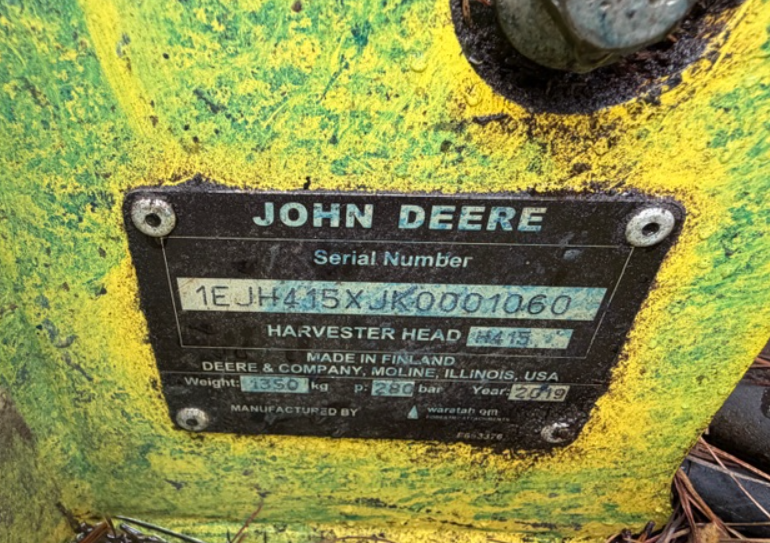 JOHN DEERE
Serial Number
1EJH415XJK0001060
HARVESTER HEAD H415
MADE IN FINLAND
DEERE & COMPANY, MOLINE, ILLINOIS, USA
Weight: 1350 kg p: 280 bar Year: 2019
MANUFACTURED BY waratah om